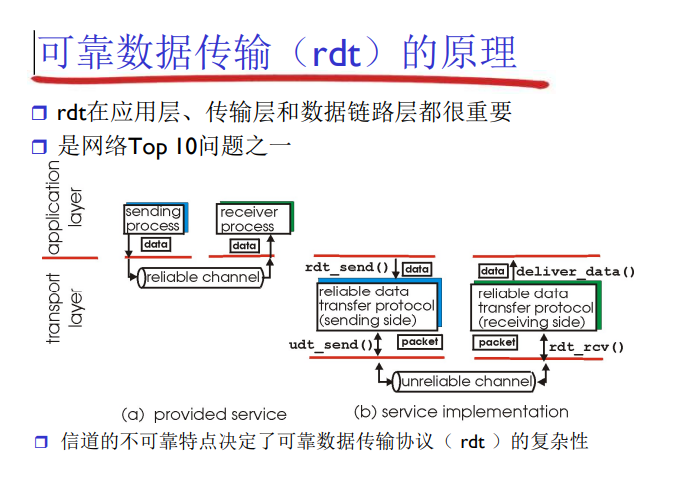 可靠数据传输（rdt）的原理
rdt在应用层、传输层和数据链路层都很重要
是网络Top 10问题之一
application
layer
transport
layer
sending
process
data
receiver
process
data
reliable channel
(a) provided service
rdt_send()
data
reliable data
transfer protocol
(sending side)
udt_send()
packet
data
deliver_data()
reliable data
transfer protocol
(receiving side)
packet
rdt_rcv()
unreliable channel
(b) service implementation
信道的不可靠特点决定了可靠数据传输协议（ rdt ）的复杂性